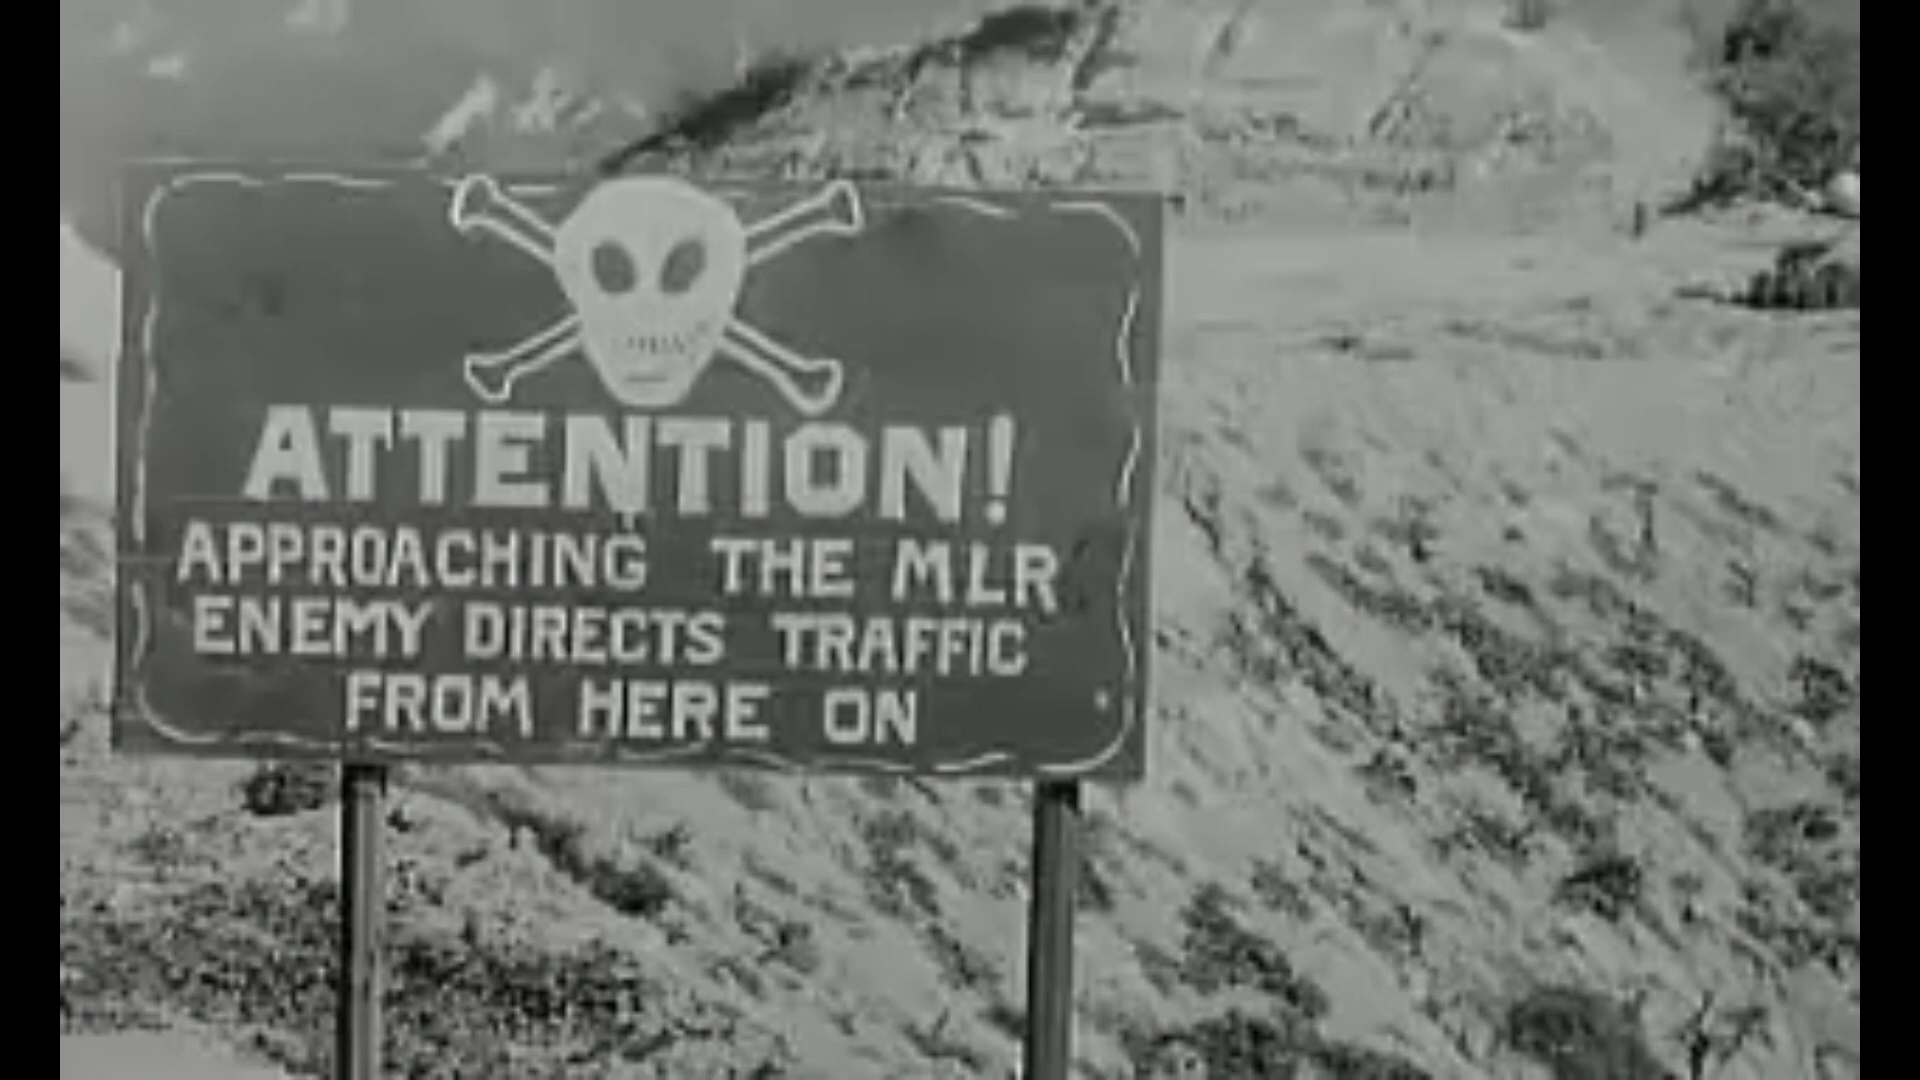 ATTENTION!
APPROACHING THE MLR
ENEMY DIRECTS TRAFFIC
FROM HERE ON